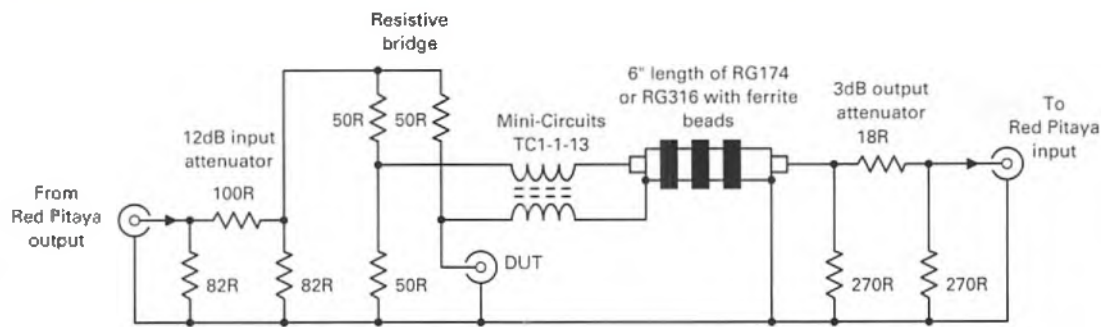 Resistive
bridge
6" length of RG174
or RG316 with ferrite
beads
3dB output
attenuator
18R
To
Red Pitaya
input
12dB input
attenuator
100R
50R
50R
Mini-Circuits
TC1-1-13
From
Red Pitaya
output
DUT
82R
82R
50R
270R
270R